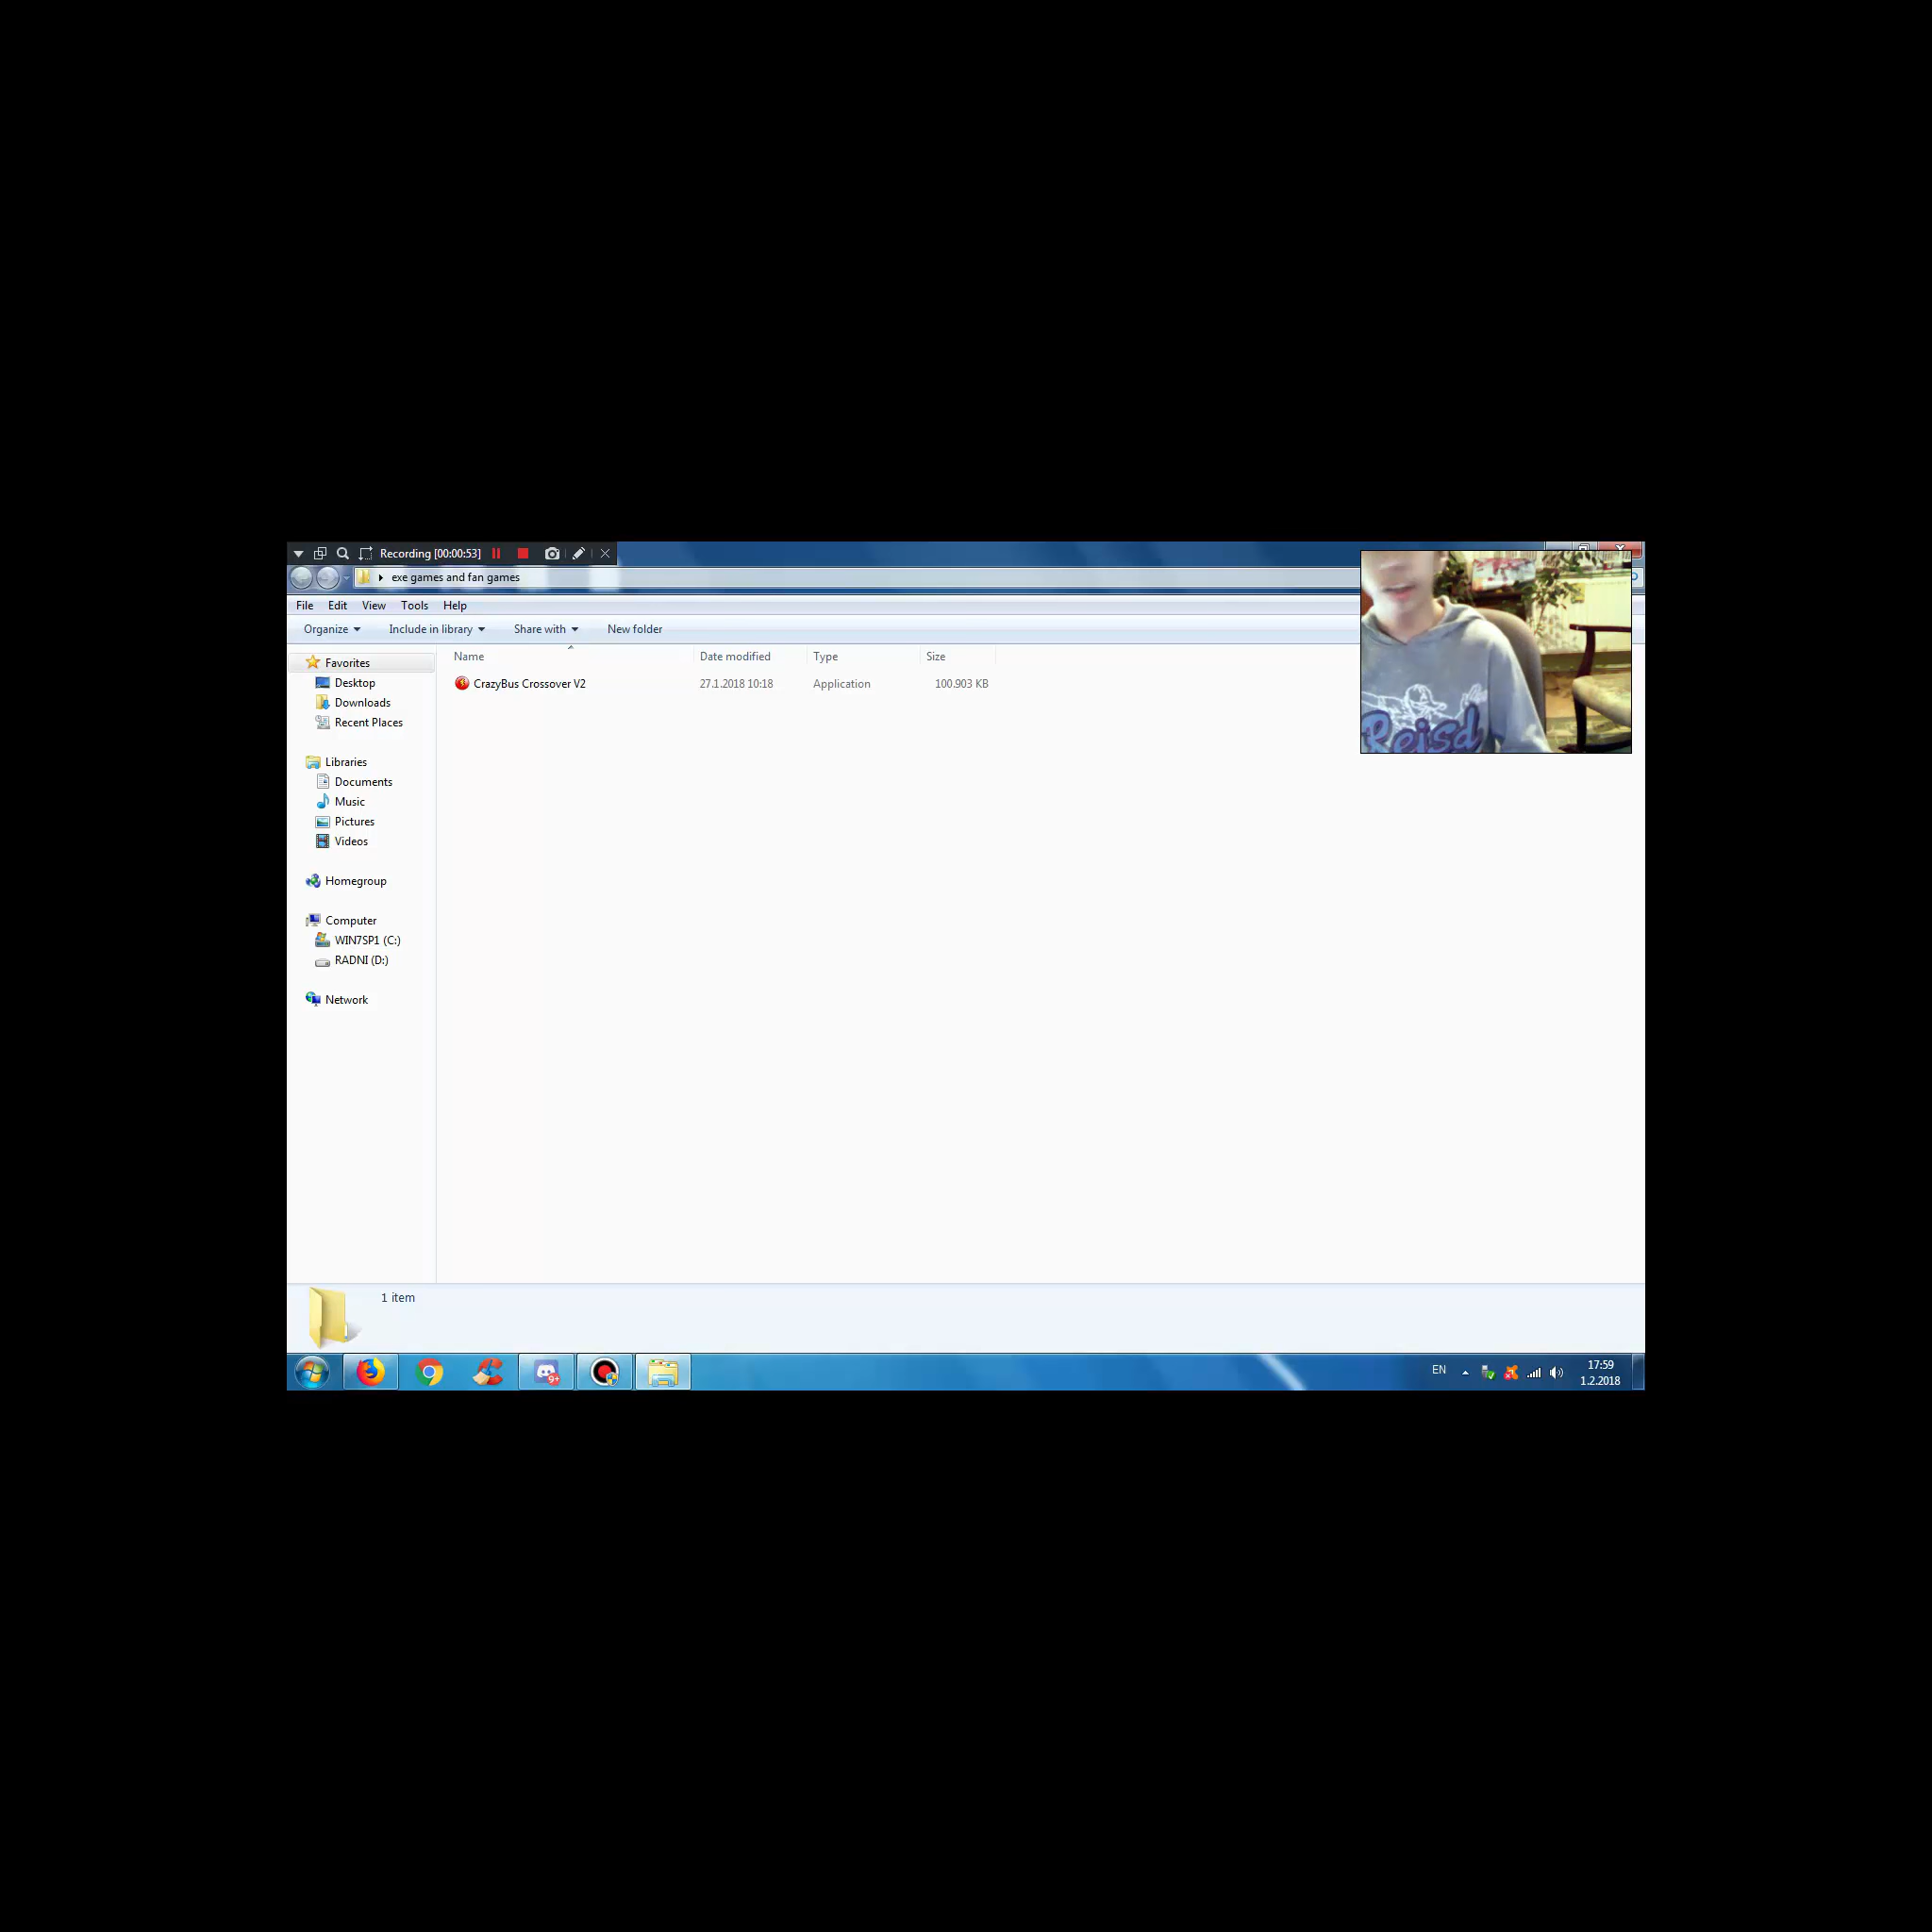 Recording [00:00:53]
exe games and fan games
File Edit View Tools Help
Organize Include in library Share with New folder
Name Date modified Type Size
CrazyBus Crossover V2 27.1.2018 10:18 Application 100.903 KB
Favorites
Desktop
Downloads
Recent Places
Libraries
Documents
Music
Pictures
Videos
Homegroup
Computer
WIN7SP1 (C:)
RADNI (D:)
Network
Reisd
1 item
9+
EN
17:59
1.2.2018